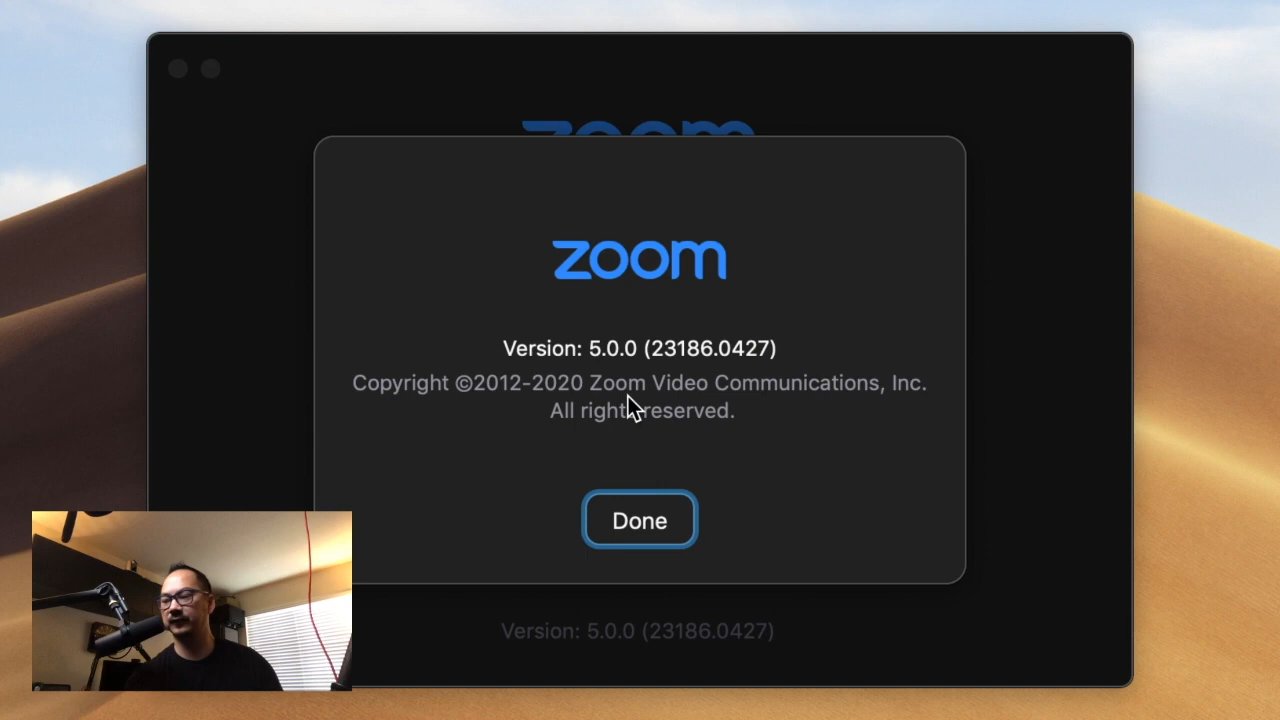 zoom
zoom
Version: 5.0.0 (23186.0427)
Copyright ©2012-2020 Zoom Video Communications, Inc.
All rights reserved.
Done
Version: 5.0.0 (23186.0427)